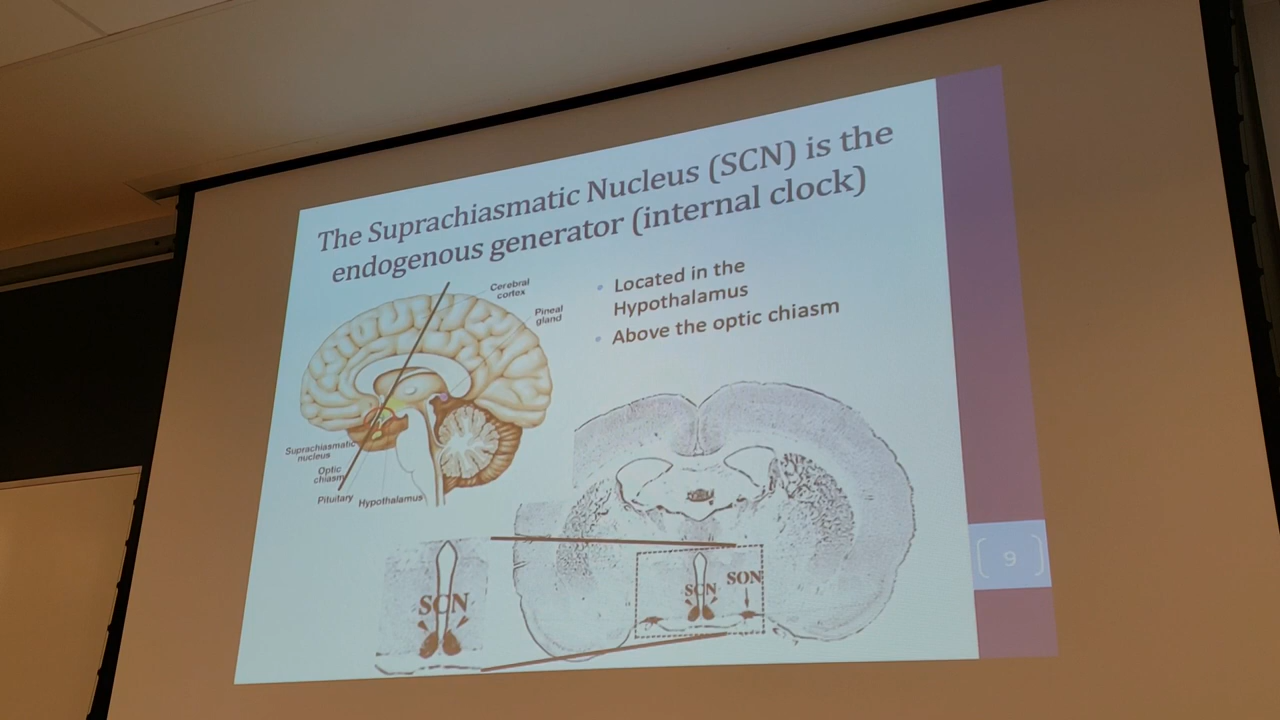 The Suprachiasmatic Nucleus (SCN) is the
endogenous generator (internal clock)
• Located in the
Hypothalamus
• Above the optic chiasm
Cerebral
cortex
Pineal
gland
Suprachiasmatic
nucleus
Optic
chiasm
Pituitary
Hypothalamus
SCN
SCN
SON
[ 9 ]